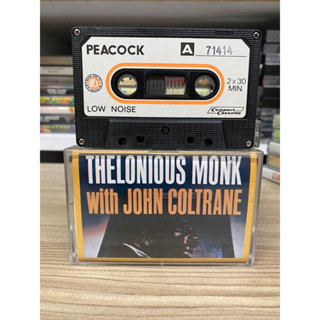 PEACOCK A 71414
2x30
MIN.
LOW NOISE
Compact
Cassette
THELONIOUS MONK
with JOHN COLTRANE